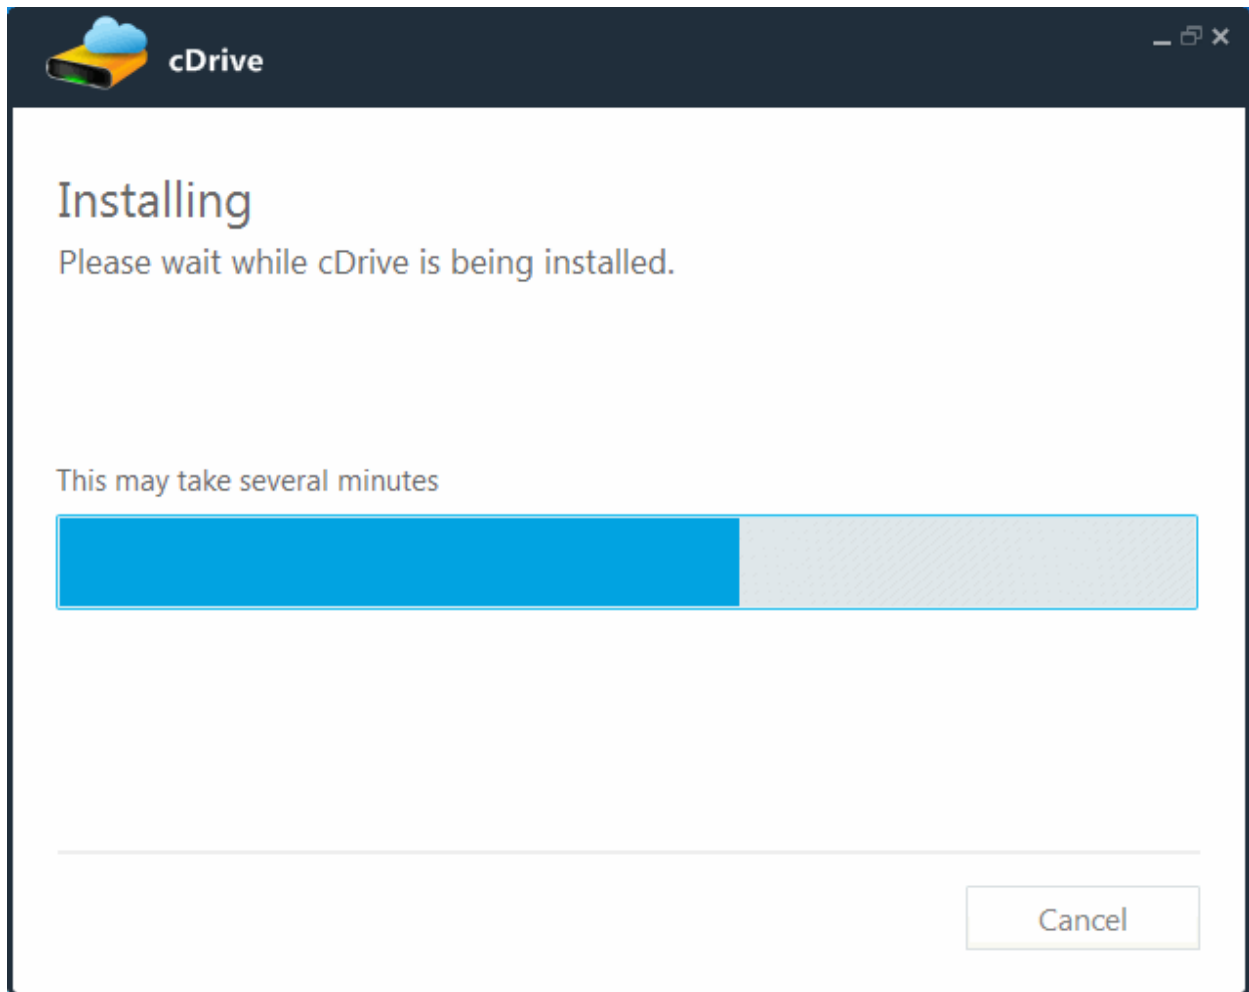 cDrive
Installing
Please wait while cDrive is being installed.
This may take several minutes
Cancel